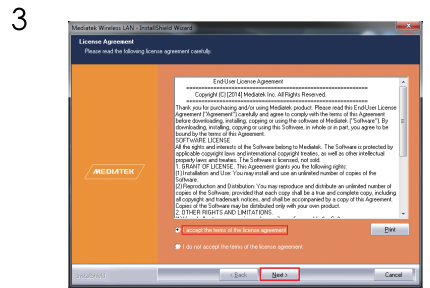 3
Mediatek Wireless LAN - InstallShield Wizard
License Agreement
Please read the following license agreement carefully.
End-User License Agreement
Copyright (C) [2014] Mediatek Inc. All Rights Reserved.
Thank you for purchasing and/or using Mediatek product. Please read this End User License
Agreement ("Agreement") carefully and agree to comply with the terms of this Agreement
before downloading, installing, copying or using the software of Mediatek ("Software"). By
downloading, installing, copying or using this Software, in whole or in part, you agree to be
bound by the terms of this Agreement.
SOFTWARE LICENSE
All the rights and interests of the Software belong to Mediatek. The Software is protected by
applicable copyright laws and international copyright treaties, as well as other intellectual
property laws and treaties. The Software is licensed, not sold.
1. GRANT OF LICENSE. This Agreement grants you the following rights:
(1) Installation and Use: You may install and use an unlimited number of copies of the
Software.
(2) Reproduction and Distribution: You may reproduce and distribute an unlimited number of
copies of the Software, provided that each copy shall be a true and complete copy, including
all copyright and trademark notices, and shall be accompanied by a copy of this Agreement.
Copies of the Software may be distributed only with your own product.
2. OTHER RIGHTS AND LIMITATIONS.
MEDIATEK
I accept the terms of the license agreement
Print
I do not accept the terms of the license agreement
InstallShield
< Back
Next >
Cancel